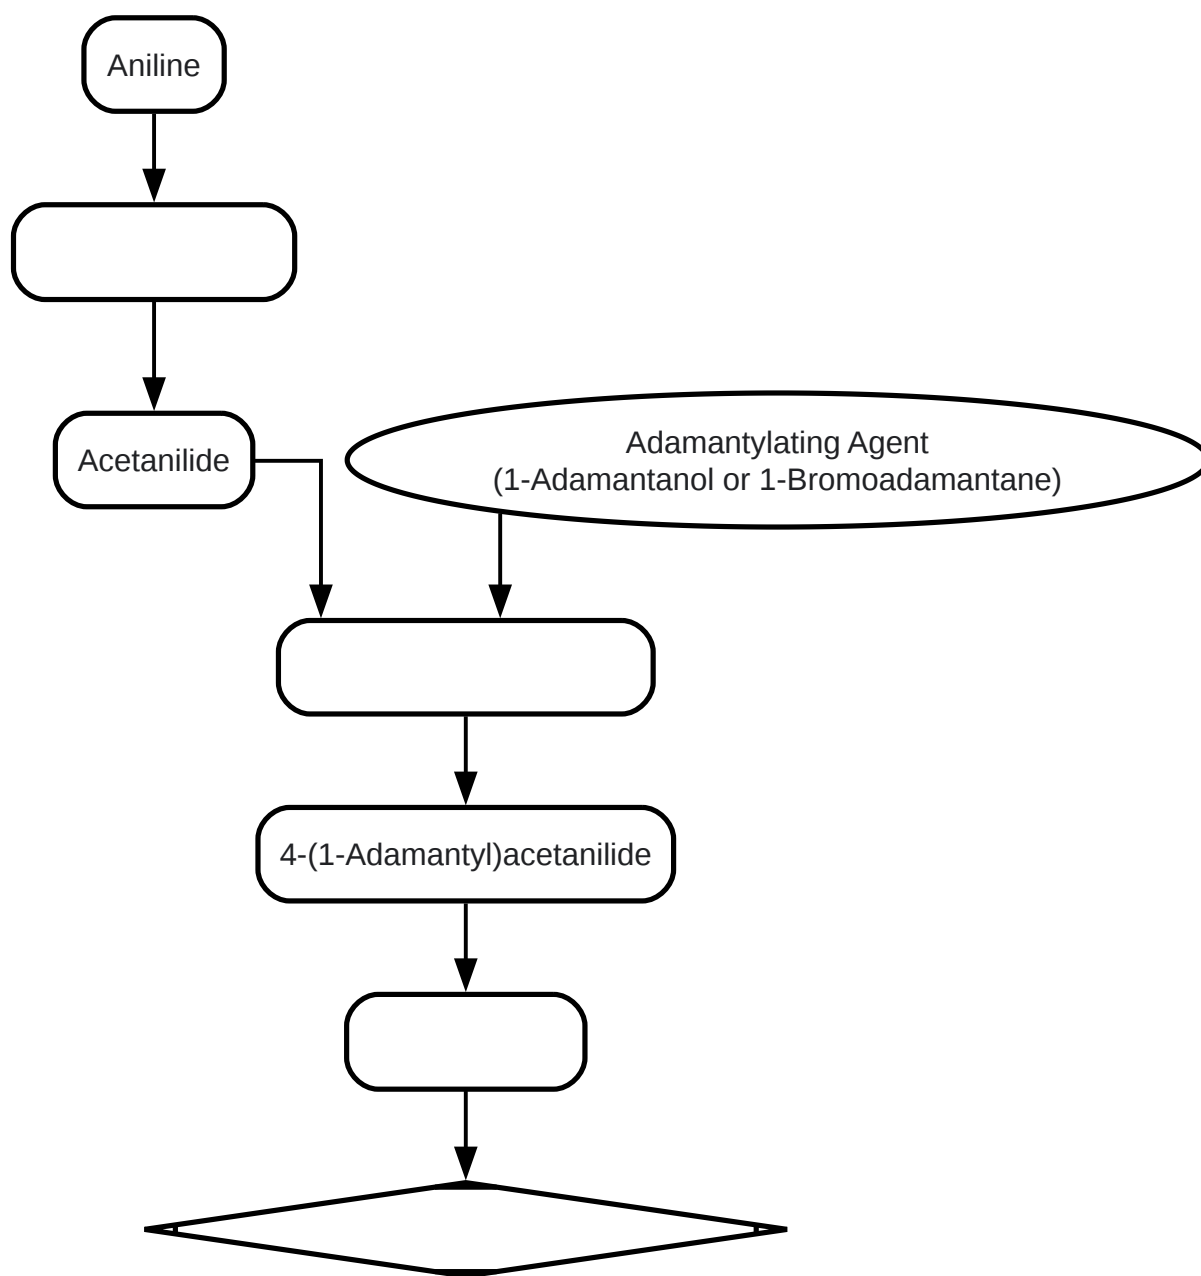 Aniline
Acetanilide
Adamantylating Agent
(1-Adamantanol or 1-Bromoadamantane)
4-(1-Adamantyl)acetanilide